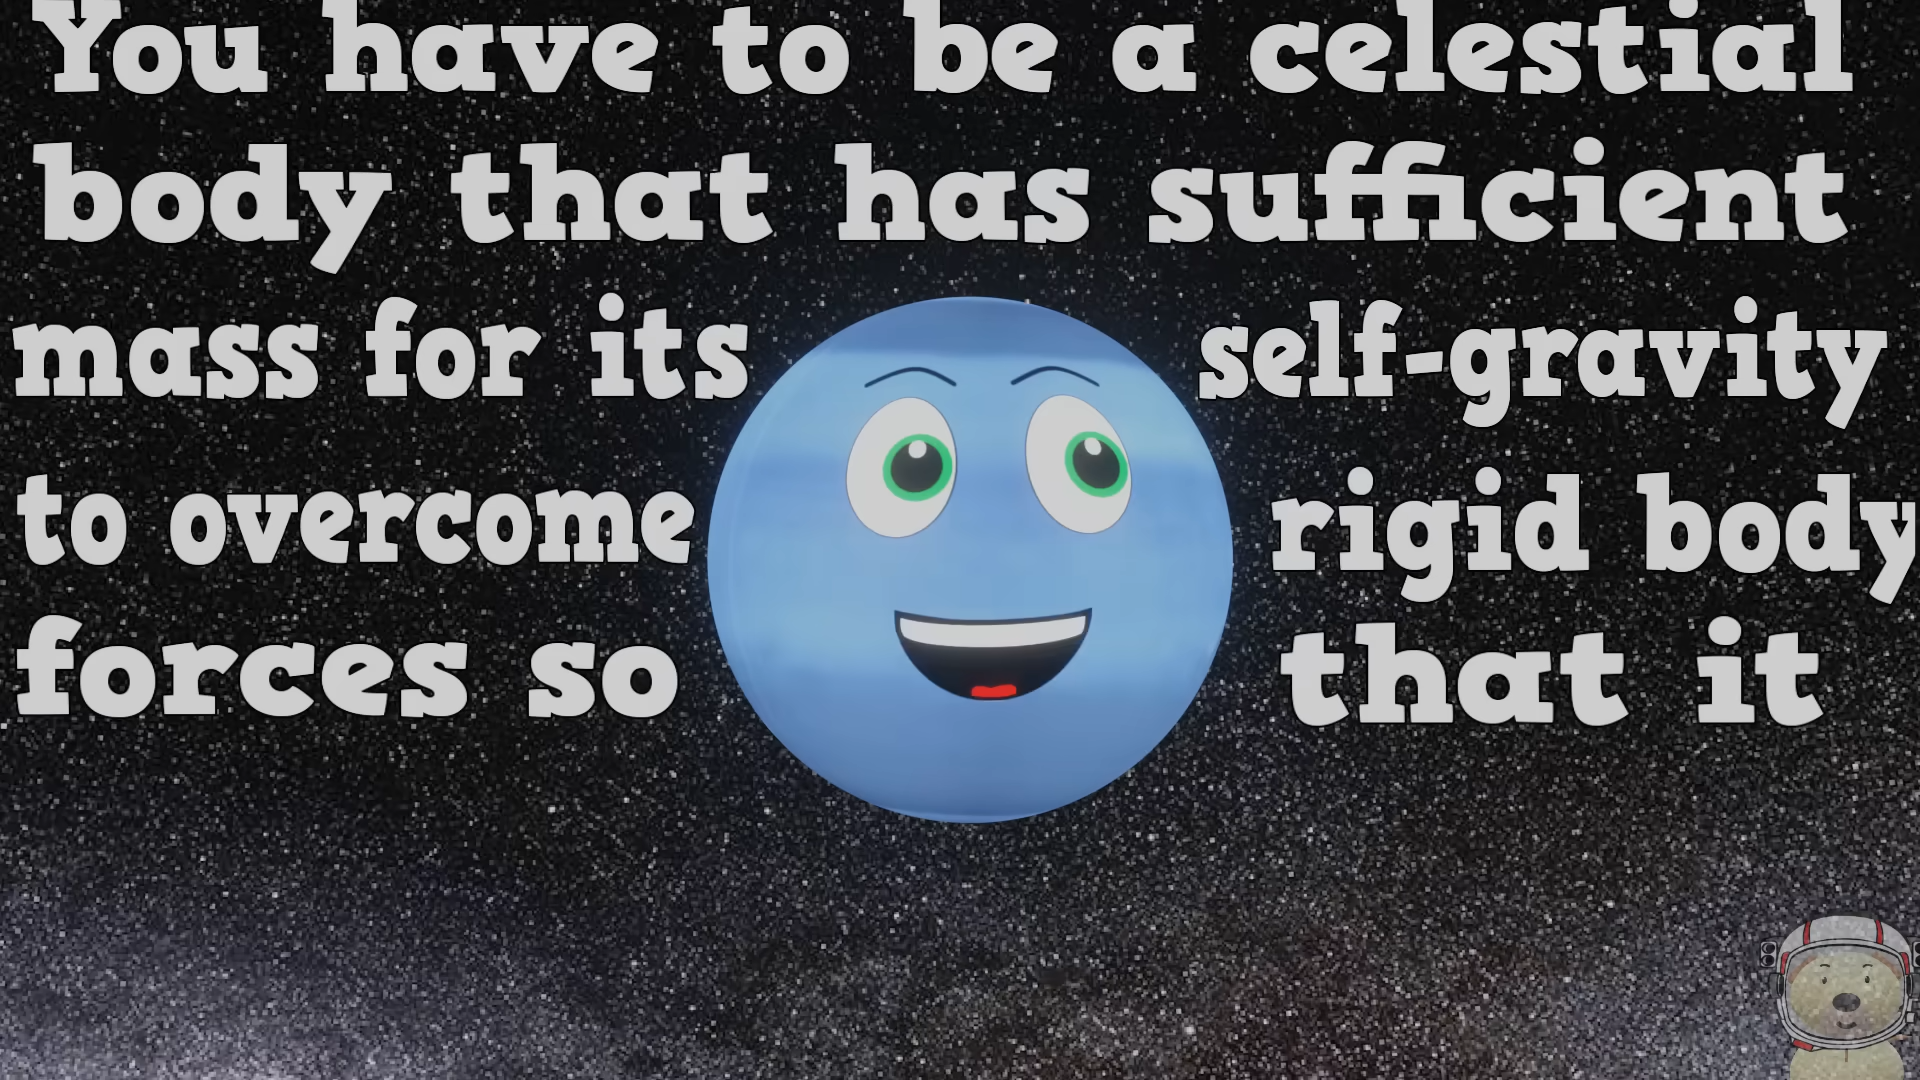 You have to be a celestial
body that has sufficient
mass for its self-gravity
to overcome rigid body
forces so that it